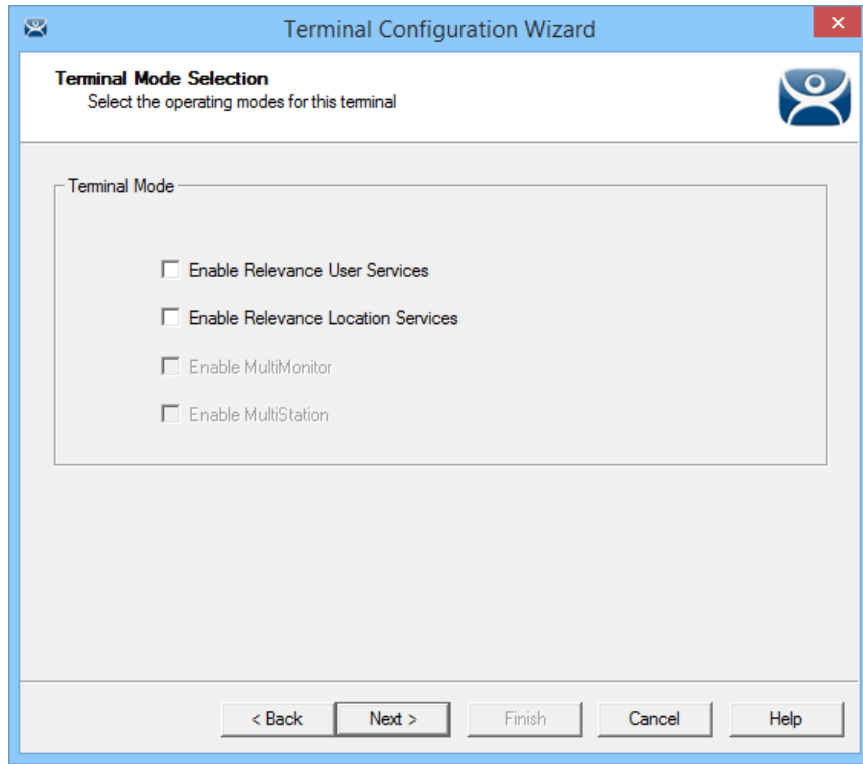 Terminal Configuration Wizard
Terminal Mode Selection
Select the operating modes for this terminal
Terminal Mode
Enable Relevance User Services
Enable Relevance Location Services
Enable MultiMonitor
Enable MultiStation
< Back Next > Finish Cancel Help